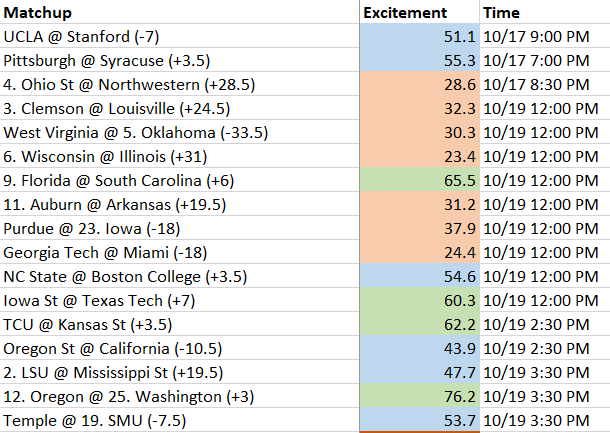 Matchup Excitement Time
UCLA @ Stanford (-7) 51.1 10/17 9:00 PM
Pittsburgh @ Syracuse (+3.5) 55.3 10/17 7:00 PM
4. Ohio St @ Northwestern (+28.5) 28.6 10/17 8:30 PM
3. Clemson @ Louisville (+24.5) 32.3 10/19 12:00 PM
West Virginia @ 5. Oklahoma (-33.5) 30.3 10/19 12:00 PM
6. Wisconsin @ Illinois (+31) 23.4 10/19 12:00 PM
9. Florida @ South Carolina (+6) 65.5 10/19 12:00 PM
11. Auburn @ Arkansas (+19.5) 31.2 10/19 12:00 PM
Purdue @ 23. Iowa (-18) 37.9 10/19 12:00 PM
Georgia Tech @ Miami (-18) 24.4 10/19 12:00 PM
NC State @ Boston College (+3.5) 54.6 10/19 12:00 PM
Iowa St @ Texas Tech (+7) 60.3 10/19 12:00 PM
TCU @ Kansas St (+3.5) 62.2 10/19 2:30 PM
Oregon St @ California (-10.5) 43.9 10/19 2:30 PM
2. LSU @ Mississippi St (+19.5) 47.7 10/19 3:30 PM
12. Oregon @ 25. Washington (+3) 76.2 10/19 3:30 PM
Temple @ 19. SMU (-7.5) 53.7 10/19 3:30 PM